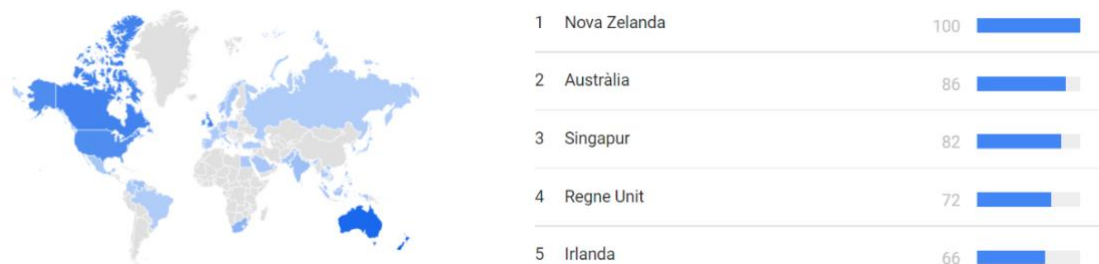 1 Nova Zelanda 100
2 Austràlia 86
3 Singapur 82
4 Regne Unit 72
5 Irlanda 66